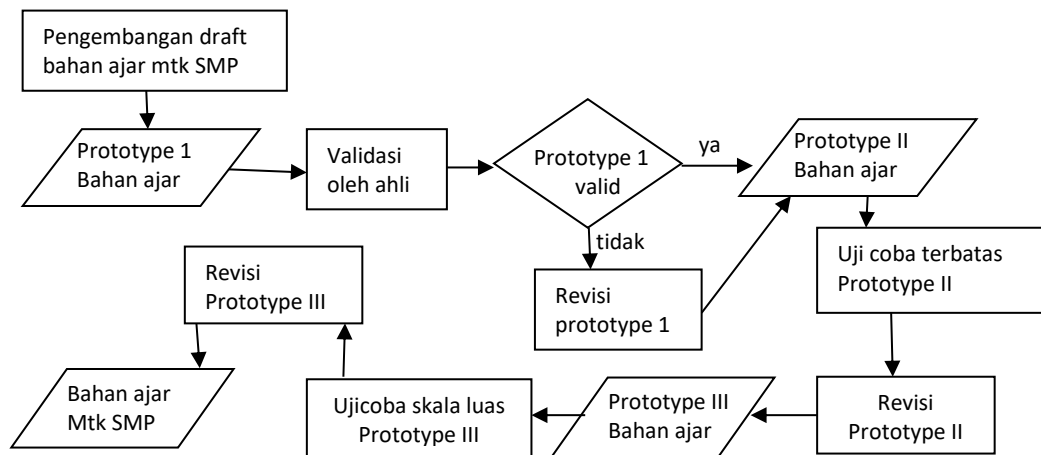 Pengembangan draft
bahan ajar mtk SMP
Prototype 1
Bahan ajar
Validasi
oleh ahli
Prototype 1
valid
ya
tidak
Prototype II
Bahan ajar
Revisi
prototype 1
Uji coba terbatas
Prototype II
Revisi
Prototype II
Prototype III
Bahan ajar
Ujicoba skala luas
Prototype III
Revisi
Prototype III
Bahan ajar
Mtk SMP